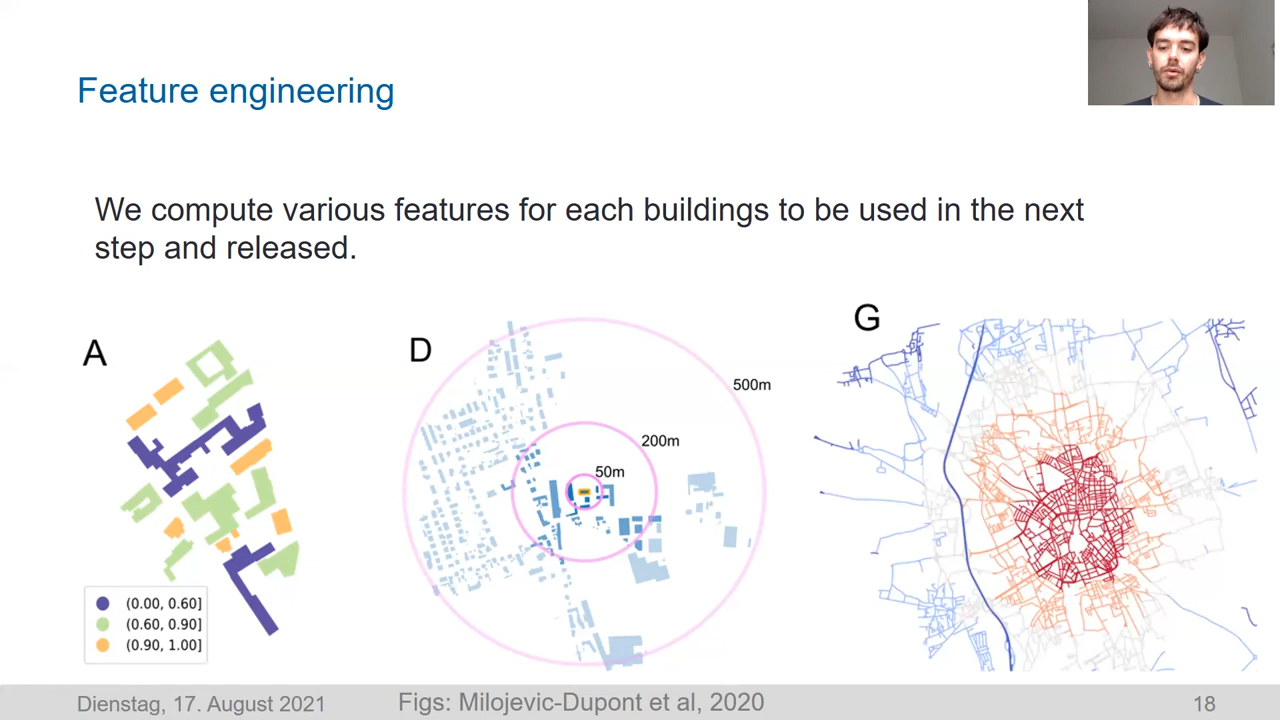 Feature engineering
We compute various features for each buildings to be used in the next
step and released.
A
(0.00, 0.60]
(0.60, 0.90]
(0.90, 1.00]
D
500m
200m
50m
G
Dienstag, 17. August 2021
Figs: Milojevic-Dupont et al, 2020
18